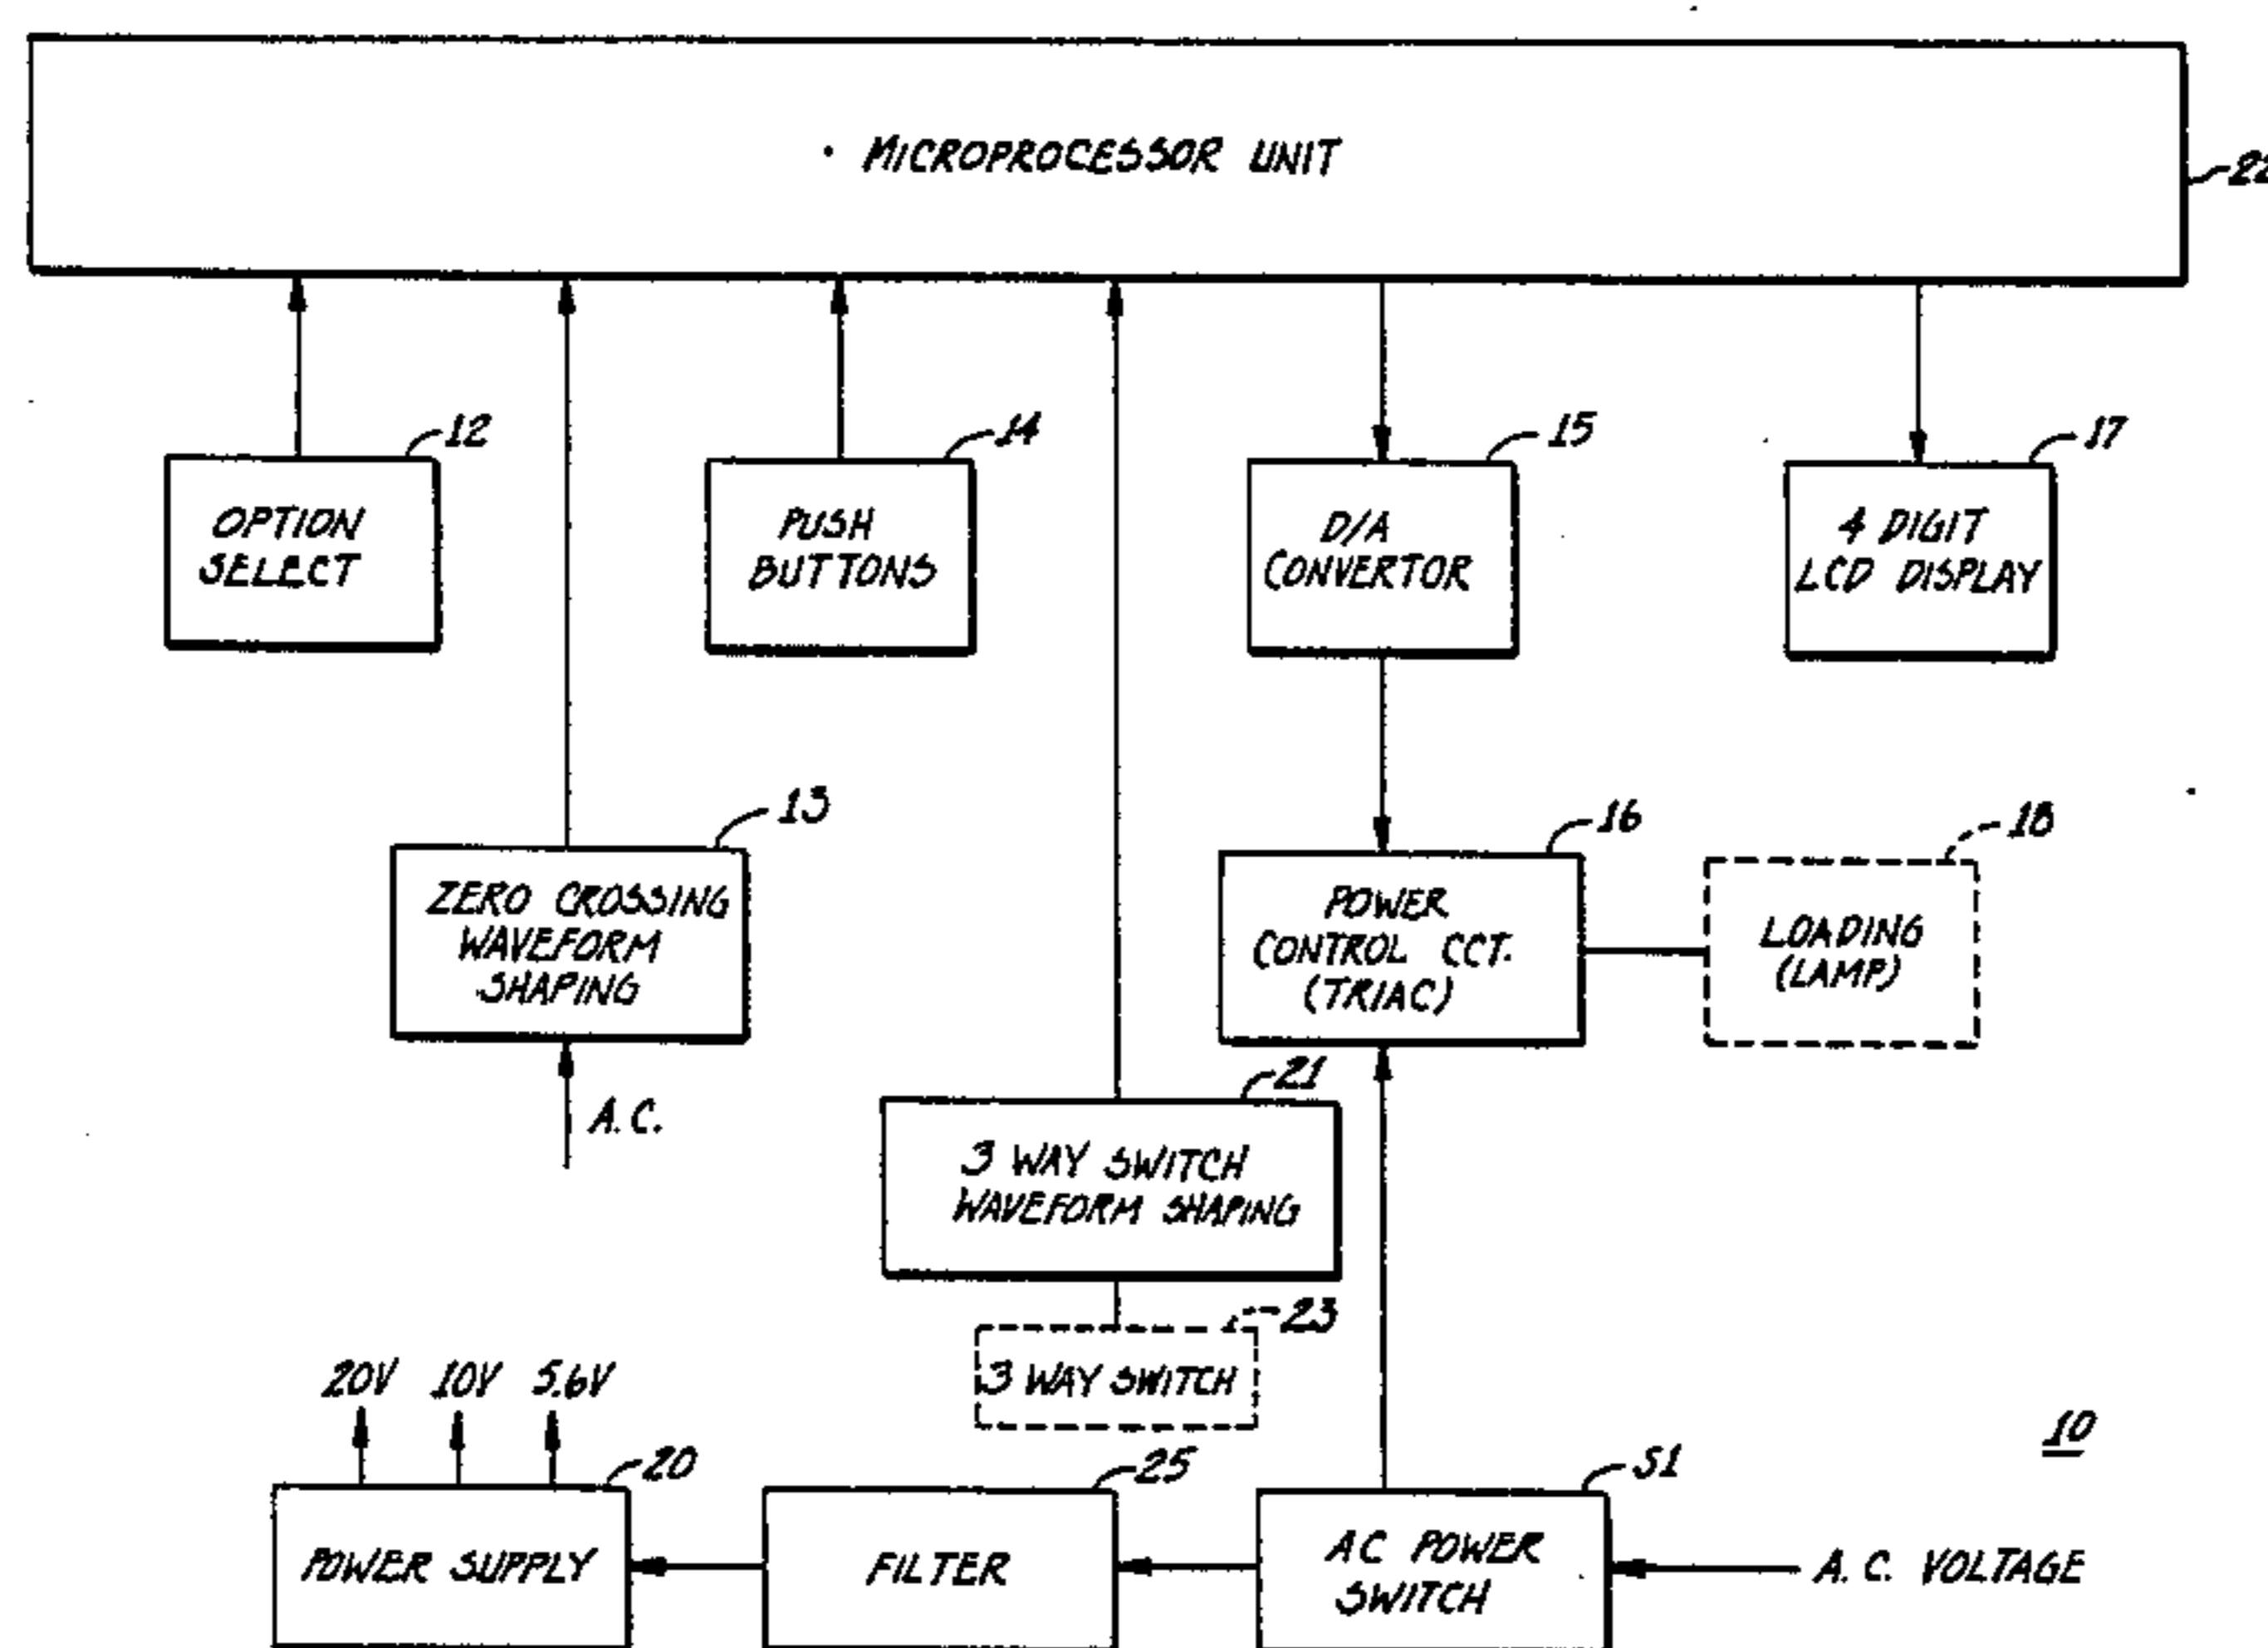 MICROPROCESSOR UNIT
22
12
OPTION
SELECT
14
PUSH
BUTTONS
15
D/A
CONVERTOR
17
4 DIGIT
LCD DISPLAY
13
ZERO CROSSING
WAVEFORM
SHAPING
A.C.
16
POWER
CONTROL CCT.
(TRIAC)
18
LOADING
(LAMP)
21
3 WAY SWITCH
WAVEFORM SHAPING
23
3 WAY SWITCH
20V 10V 5.6V
20
POWER SUPPLY
25
FILTER
S1
AC POWER
SWITCH
A.C. VOLTAGE
10